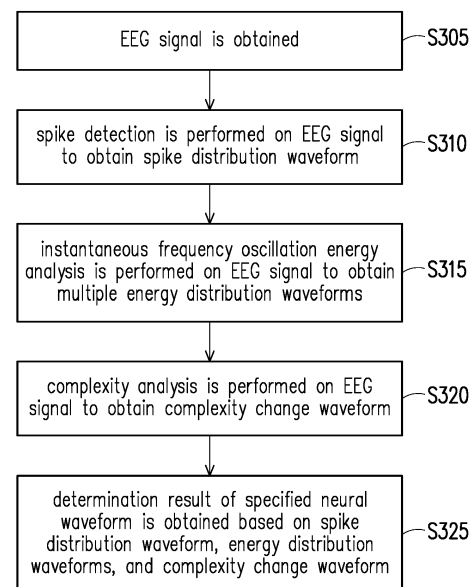 EEG signal is obtained
S305
spike detection is performed on EEG signal
to obtain spike distribution waveform
S310
instantaneous frequency oscillation energy
analysis is performed on EEG signal to obtain
multiple energy distribution waveforms
S315
complexity analysis is performed on EEG
signal to obtain complexity change waveform
S320
determination result of specified neural
waveform is obtained based on spike
distribution waveform, energy distribution
waveforms, and complexity change waveform
S325